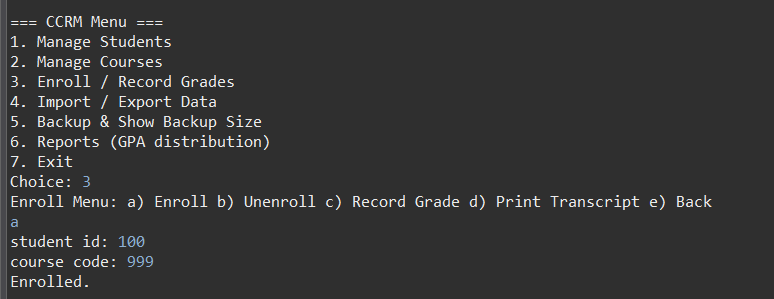 === CCRM Menu ===
1. Manage Students
2. Manage Courses
3. Enroll / Record Grades
4. Import / Export Data
5. Backup & Show Backup Size
6. Reports (GPA distribution)
7. Exit
Choice: 3
Enroll Menu: a) Enroll b) Unenroll c) Record Grade d) Print Transcript e) Back
a
student id: 100
course code: 999
Enrolled.